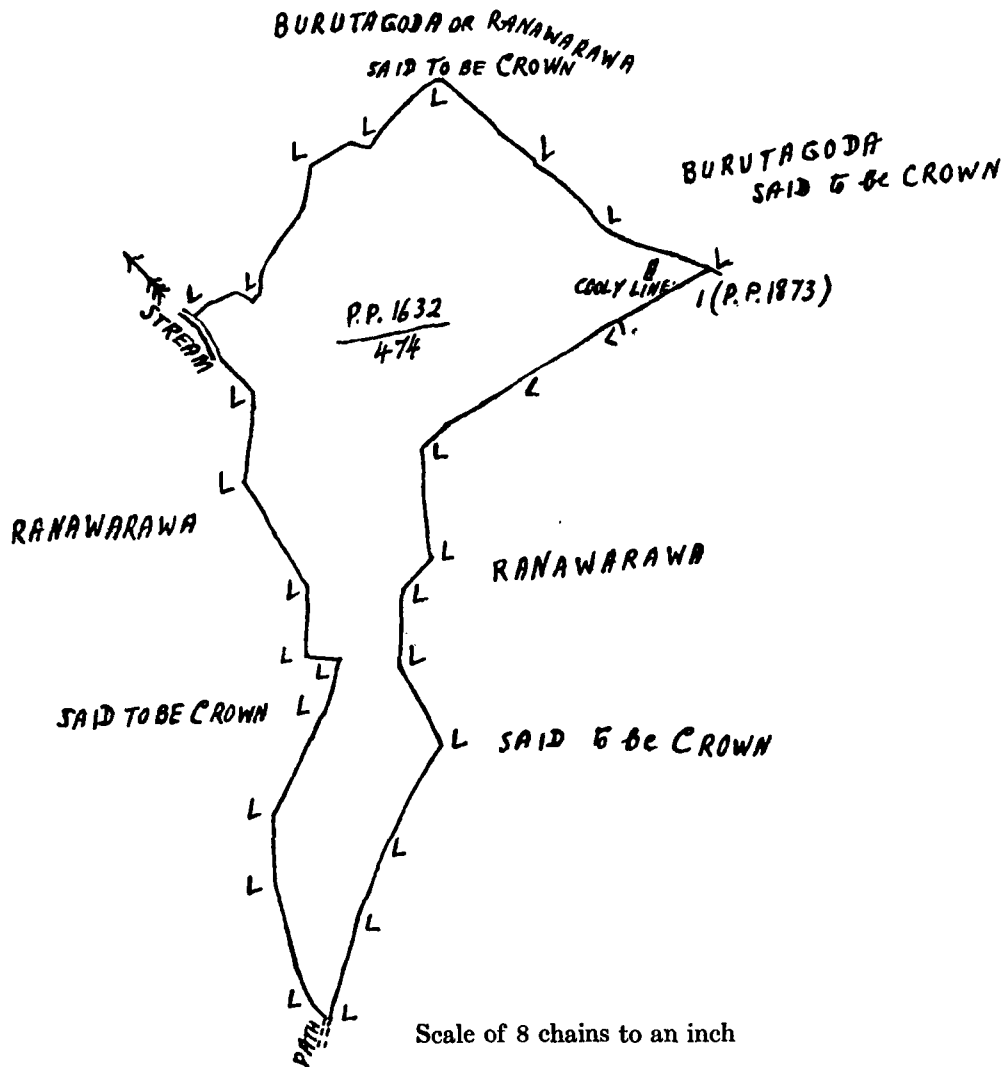 BURUTAGODA OR RANAWARAWA
SAID TO BE CROWN
L
L
L
L
BURUTAGODA
SAID to be CROWN
L
L
L
L
COOLY LINE
1 (P.P. 1873)
STREAM
P.P. 1632
474
L
L
L
L
L
RANAWARAWA
L
RANAWARAWA
L
L
L
L
L
L
SAID TO BE CROWN
L
L SAID to be CROWN
L
L
L
L
L
L
PATH
Scale of 8 chains to an inch